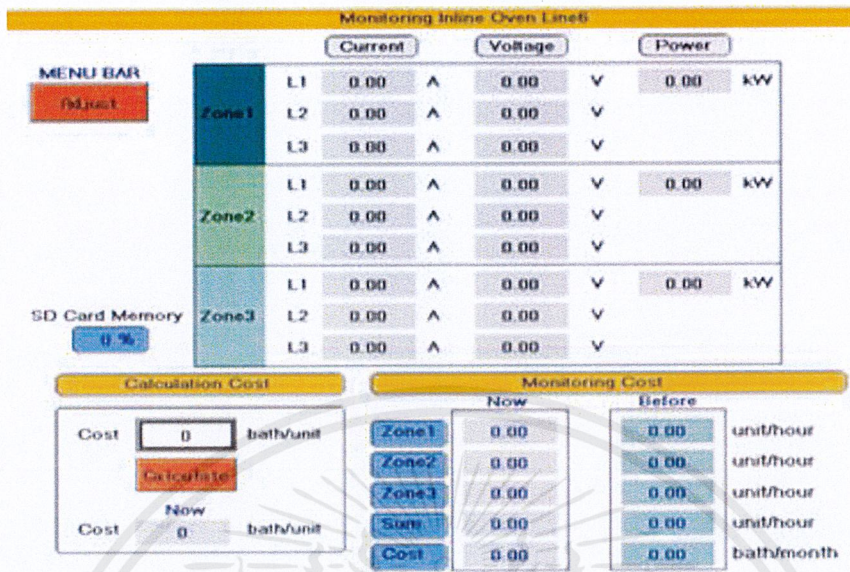 Monitoring Inline Oven Line6
Current Voltage Power
MENU BAR
Adjust
Zone1
L1 0.00 A 0.00 V 0.00 kW
L2 0.00 A 0.00 V
L3 0.00 A 0.00 V
Zone2
L1 0.00 A 0.00 V 0.00 kW
L2 0.00 A 0.00 V
L3 0.00 A 0.00 V
Zone3
L1 0.00 A 0.00 V 0.00 kW
L2 0.00 A 0.00 V
L3 0.00 A 0.00 V
SD Card Memory
0 %
Calculation Cost
Cost 0 bath/unit
Calculate
Now
Cost 0 bath/unit
Monitoring Cost
Now Before
Zone1 0.00 0.00 unit/hour
Zone2 0.00 0.00 unit/hour
Zone3 0.00 0.00 unit/hour
Sum 0.00 0.00 unit/hour
Cost 0.00 0.00 bath/month